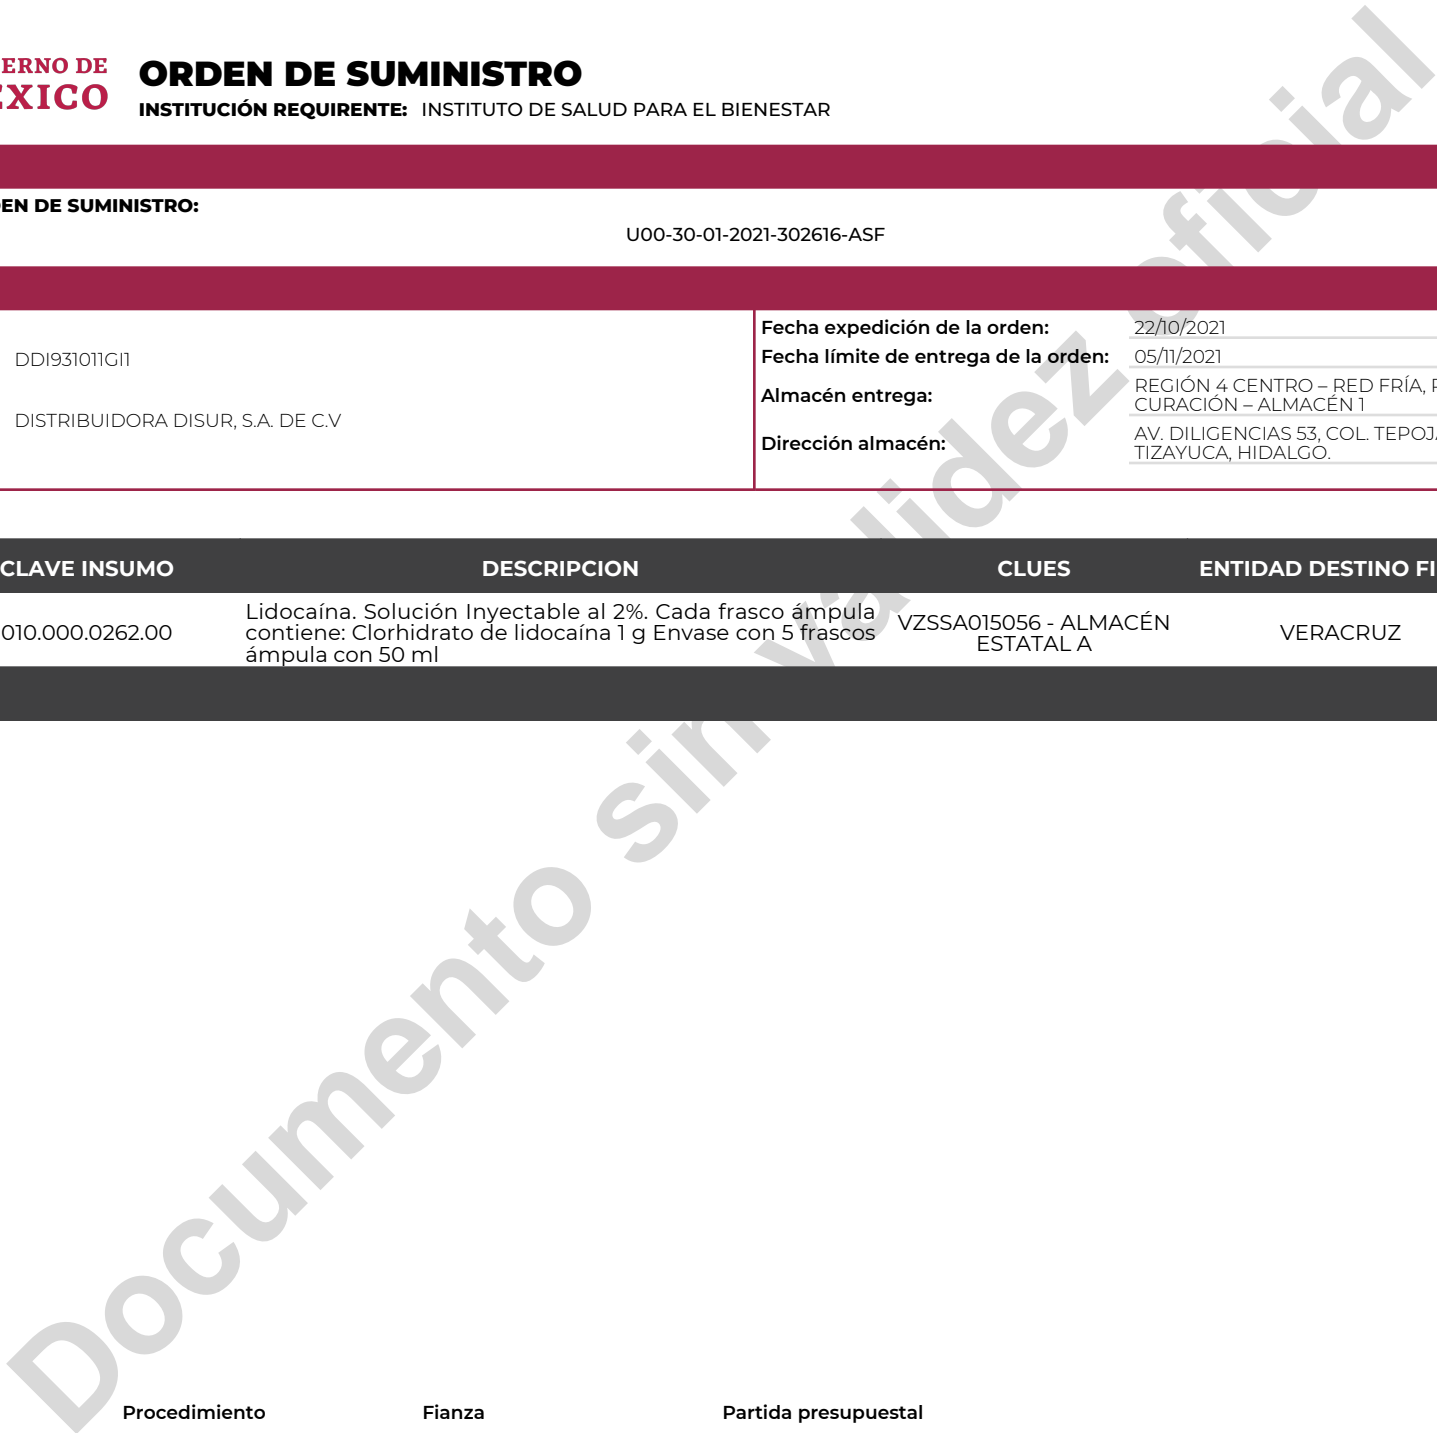 ERNO DE
ÉXICO
ORDEN DE SUMINISTRO
INSTITUCIÓN REQUIRENTE: INSTITUTO DE SALUD PARA EL BIENESTAR
EN DE SUMINISTRO:
U00-30-01-2021-302616-ASF
DDI931011GI1
DISTRIBUIDORA DISUR, S.A. DE C.V
Fecha expedición de la orden: 22/10/2021
Fecha límite de entrega de la orden: 05/11/2021
Almacén entrega: REGIÓN 4 CENTRO – RED FRÍA,
CURACIÓN – ALMACÉN 1
Dirección almacén: AV. DILIGENCIAS 53, COL. TEPOJ
TIZAYUCA, HIDALGO.
CLAVE INSUMO DESCRIPCION CLUES ENTIDAD DESTINO FI
010.000.0262.00
Lidocaína. Solución Inyectable al 2%. Cada frasco ámpula
contiene: Clorhidrato de lidocaína 1 g Envase con 5 frascos
ámpula con 50 ml
VZSSA015056 - ALMACÉN
ESTATAL A
VERACRUZ
Documento sin validez oficial
Procedimiento Fianza Partida presupuestal